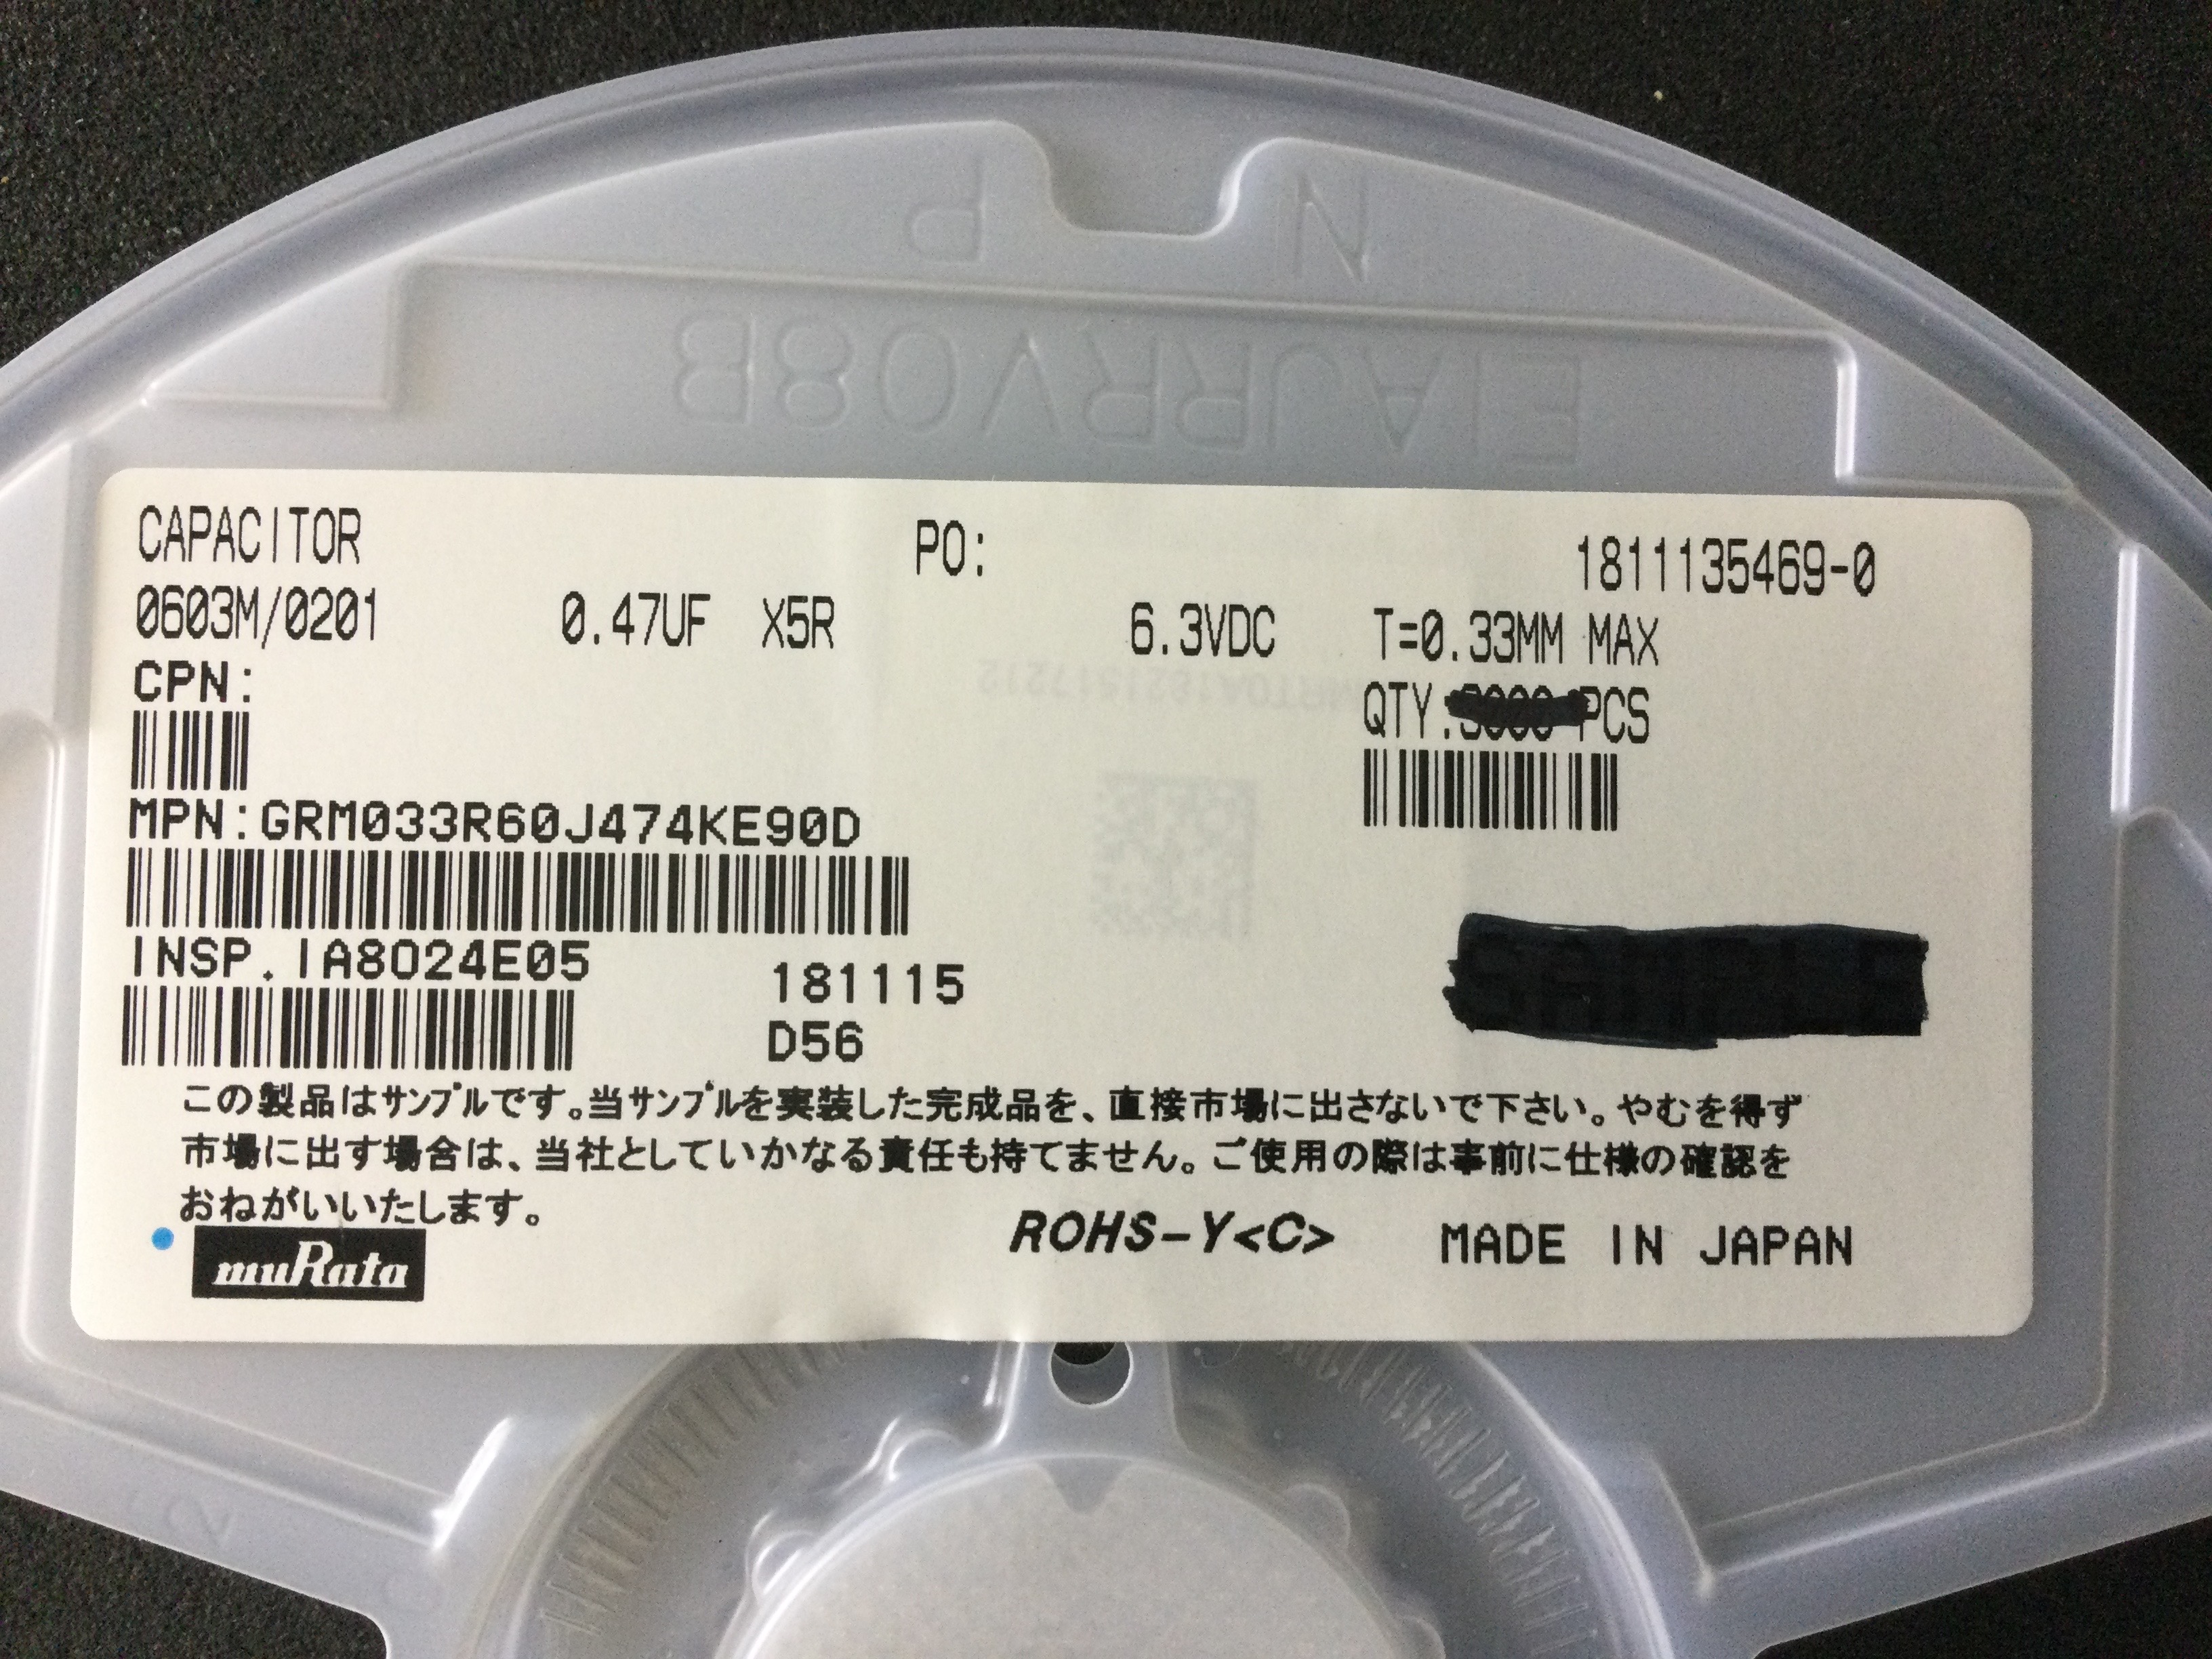 N P
EIAJRRV08B
CAPACITOR PO: 1811135469-0
0603M/0201 0.47UF X5R 6.3VDC T=0.33MM MAX
CPN: QTY. PCS
MPN:GRM033R60J474KE90D
INSP.IA8O24E05 181115
D56
この製品はサンプルです。当サンプルを実装した完成品を、直接市場に出さないで下さい。やむを得ず
市場に出す場合は、当社としていかなる責任も持てません。ご使用の際は事前に仕様の確認を
おねがいいたします。
muRata ROHS-Y<C> MADE IN JAPAN